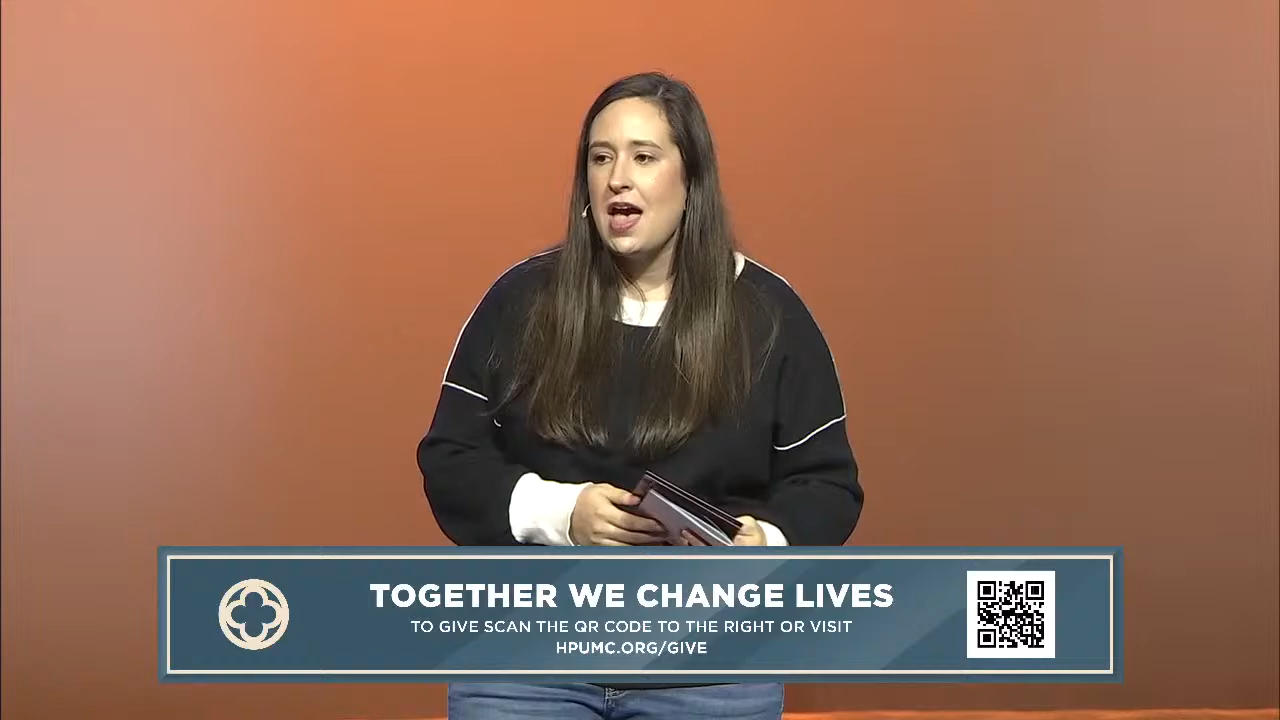 TOGETHER WE CHANGE LIVES
TO GIVE SCAN THE QR CODE TO THE RIGHT OR VISIT
HPUMC.ORG/GIVE